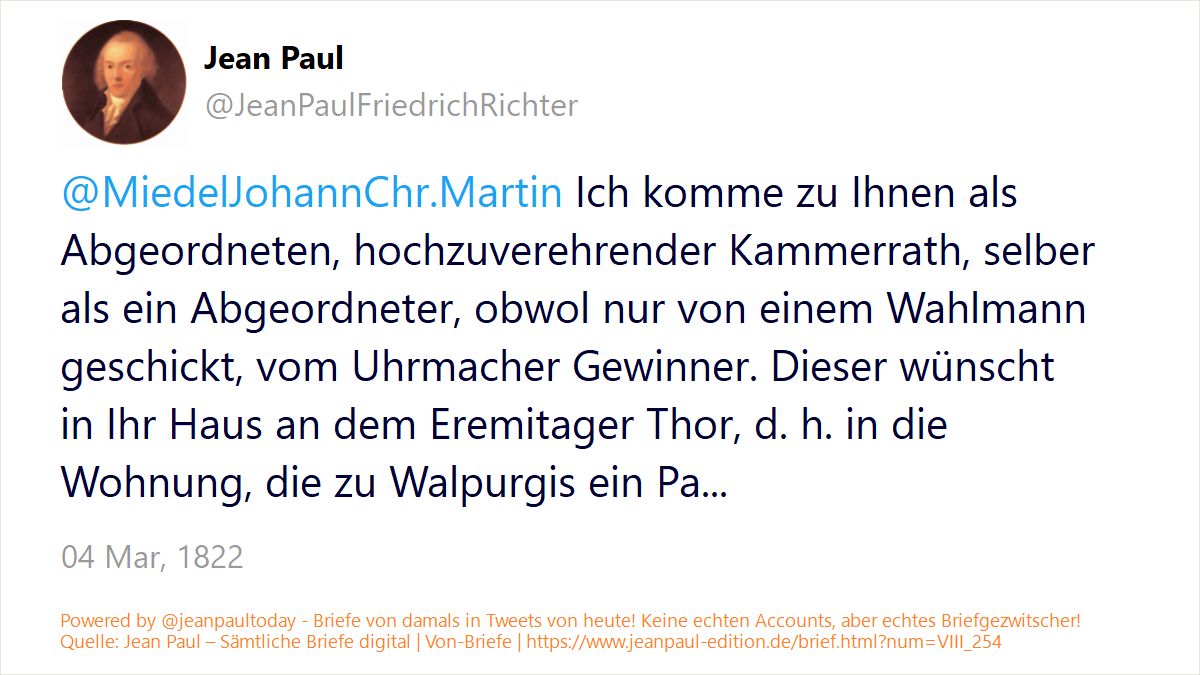 Jean Paul
@JeanPaulFriedrichRichter
@MiedelJohannChr.Martin Ich komme zu Ihnen als
Abgeordneten, hochzuverehrender Kammerrath, selber
als ein Abgeordneter, obwol nur von einem Wahlmann
geschickt, vom Uhrmacher Gewinner. Dieser wünscht
in Ihr Haus an dem Eremitager Thor, d. h. in die
Wohnung, die zu Walpurgis ein Pa...
04 Mar, 1822
Powered by @jeanpaultoday - Briefe von damals in Tweets von heute! Keine echten Accounts, aber echtes Briefgezwitscher!
Quelle: Jean Paul – Sämtliche Briefe digital | Von-Briefe | https://www.jeanpaul-edition.de/brief.html?num=VIII_254